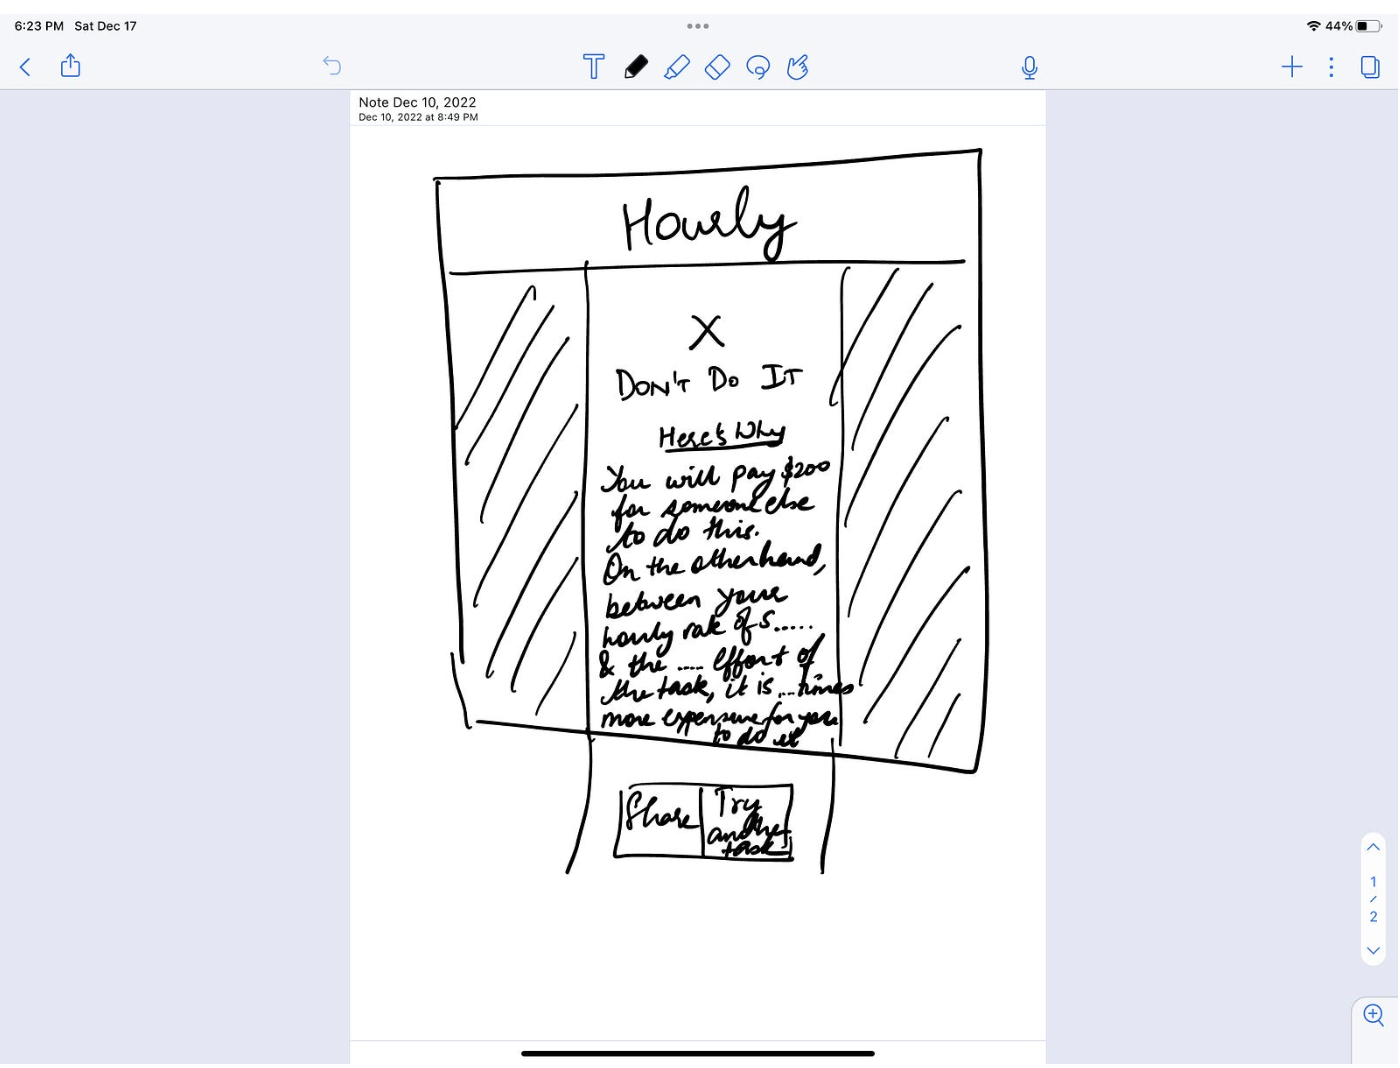 6:23 PM Sat Dec 17
44%
Note Dec 10, 2022
Dec 10, 2022 at 8:49 PM
Hourly
X
DON'T DO IT
Here's Why
You will pay $200
for someone else
to do this.
On the otherhand,
between your
hourly rate of $.....
& the .... effort of
the task, it is ... times
more expensive for you
to do it
Share
Try
another
task
1
/
2